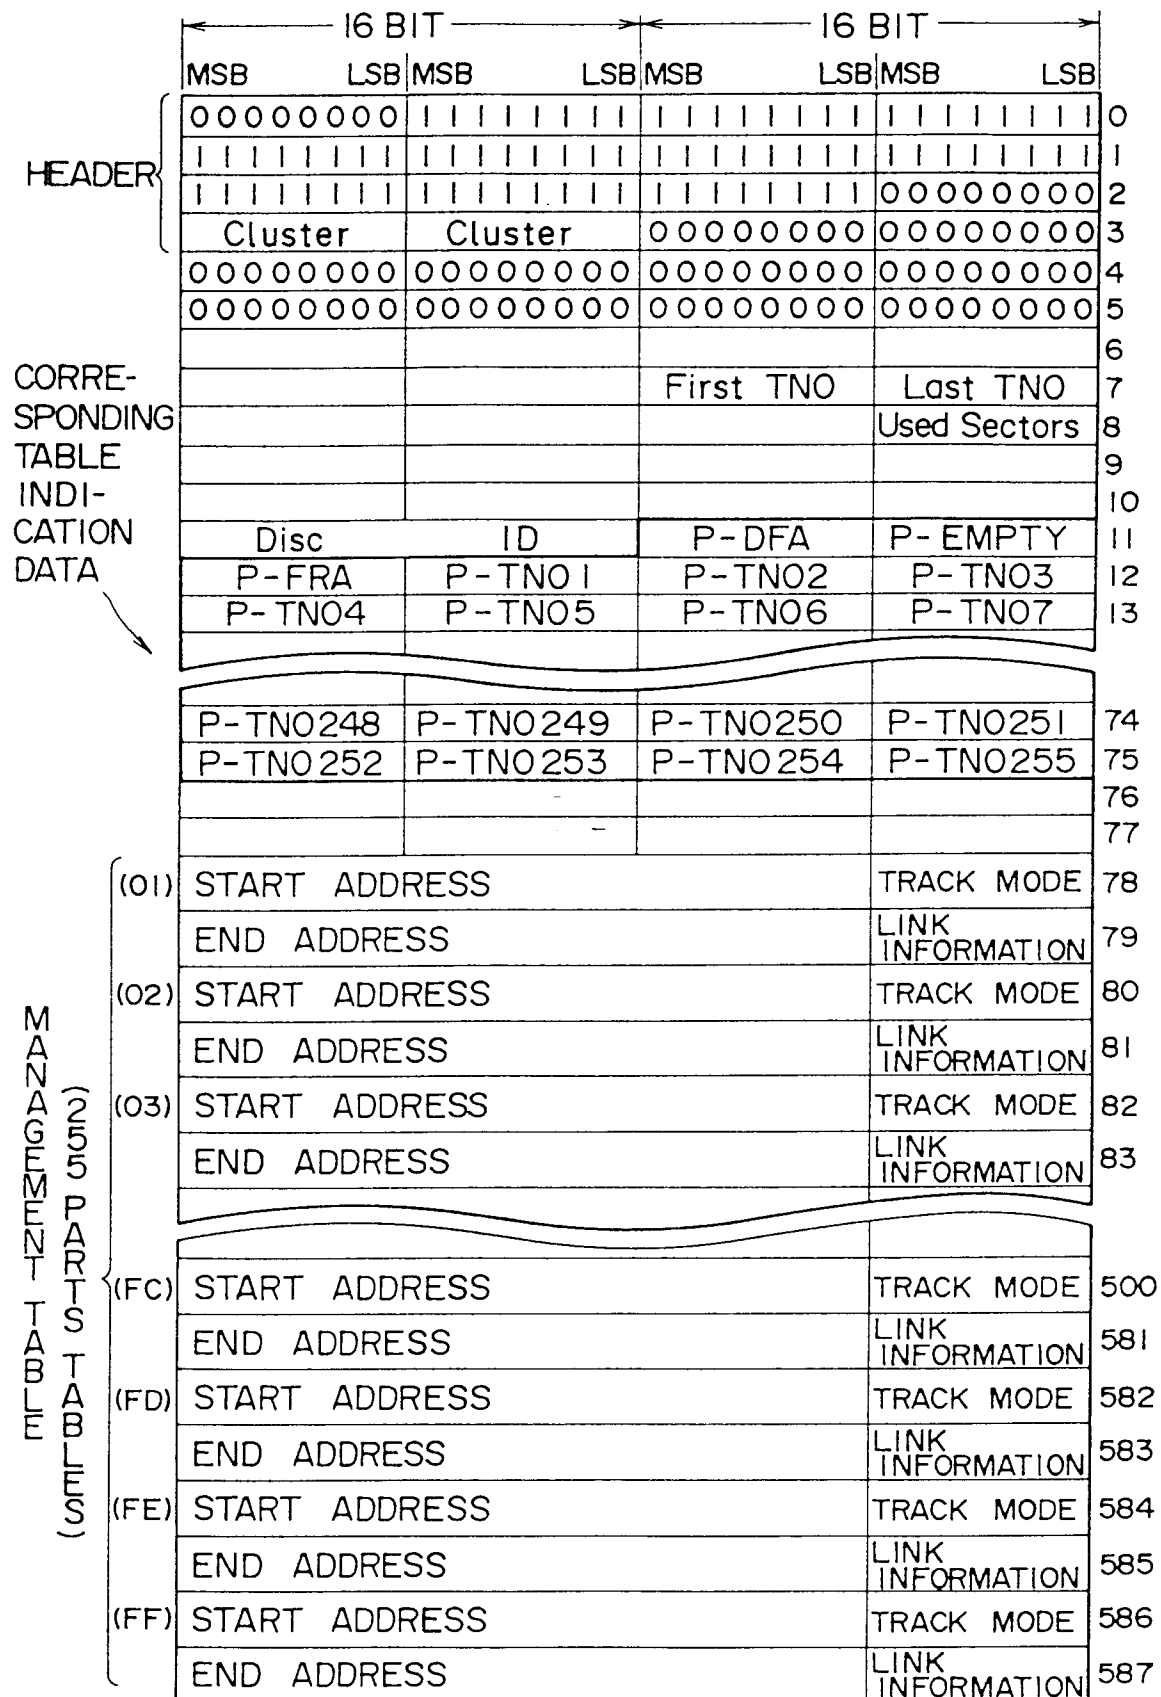 16 BIT 16 BIT
MSB LSB MSB LSB MSB LSB MSB LSB
HEADER
00000000 11111111 11111111 11111111 0
11111111 11111111 11111111 11111111 1
11111111 11111111 11111111 00000000 2
Cluster Cluster 00000000 00000000 3
00000000 00000000 00000000 00000000 4
00000000 00000000 00000000 00000000 5
6
First TNO Last TNO 7
Used Sectors 8
9
10
CORRE-
SPONDING
TABLE
INDI-
CATION
DATA
Disc ID P-DFA P-EMPTY 11
P-FRA P-TNO1 P-TNO2 P-TNO3 12
P-TNO4 P-TNO5 P-TNO6 P-TNO7 13
P-TNO248 P-TNO249 P-TNO250 P-TNO251 74
P-TNO252 P-TNO253 P-TNO254 P-TNO255 75
76
77
MANAGEMENT TABLE
(255 PARTS TABLES)
(01) START ADDRESS TRACK MODE 78
END ADDRESS LINK INFORMATION 79
(02) START ADDRESS TRACK MODE 80
END ADDRESS LINK INFORMATION 81
(03) START ADDRESS TRACK MODE 82
END ADDRESS LINK INFORMATION 83
(FC) START ADDRESS TRACK MODE 500
END ADDRESS LINK INFORMATION 581
(FD) START ADDRESS TRACK MODE 582
END ADDRESS LINK INFORMATION 583
(FE) START ADDRESS TRACK MODE 584
END ADDRESS LINK INFORMATION 585
(FF) START ADDRESS TRACK MODE 586
END ADDRESS LINK INFORMATION 587